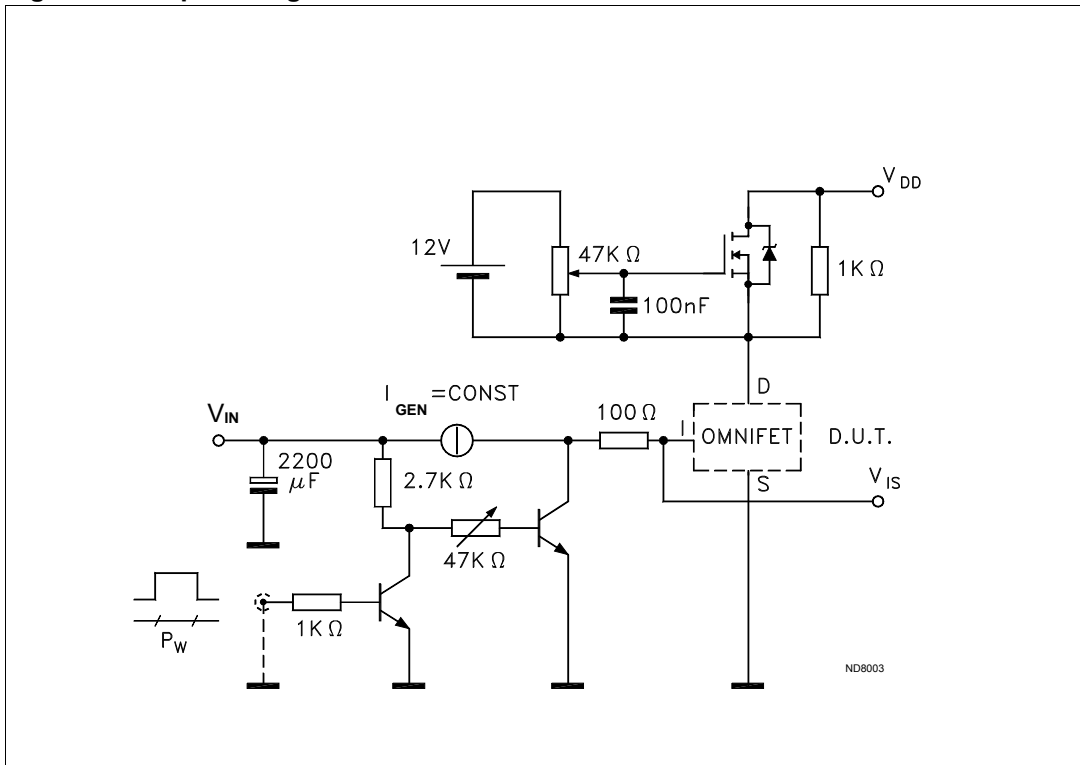 V DD
12V
47K Ω
1K Ω
100nF
D
I GEN =CONST
100 Ω
V IN
I
OMNIFET
D.U.T.
2200 μF
2.7K Ω
S
V IS
47K Ω
1K Ω
P W
ND8003